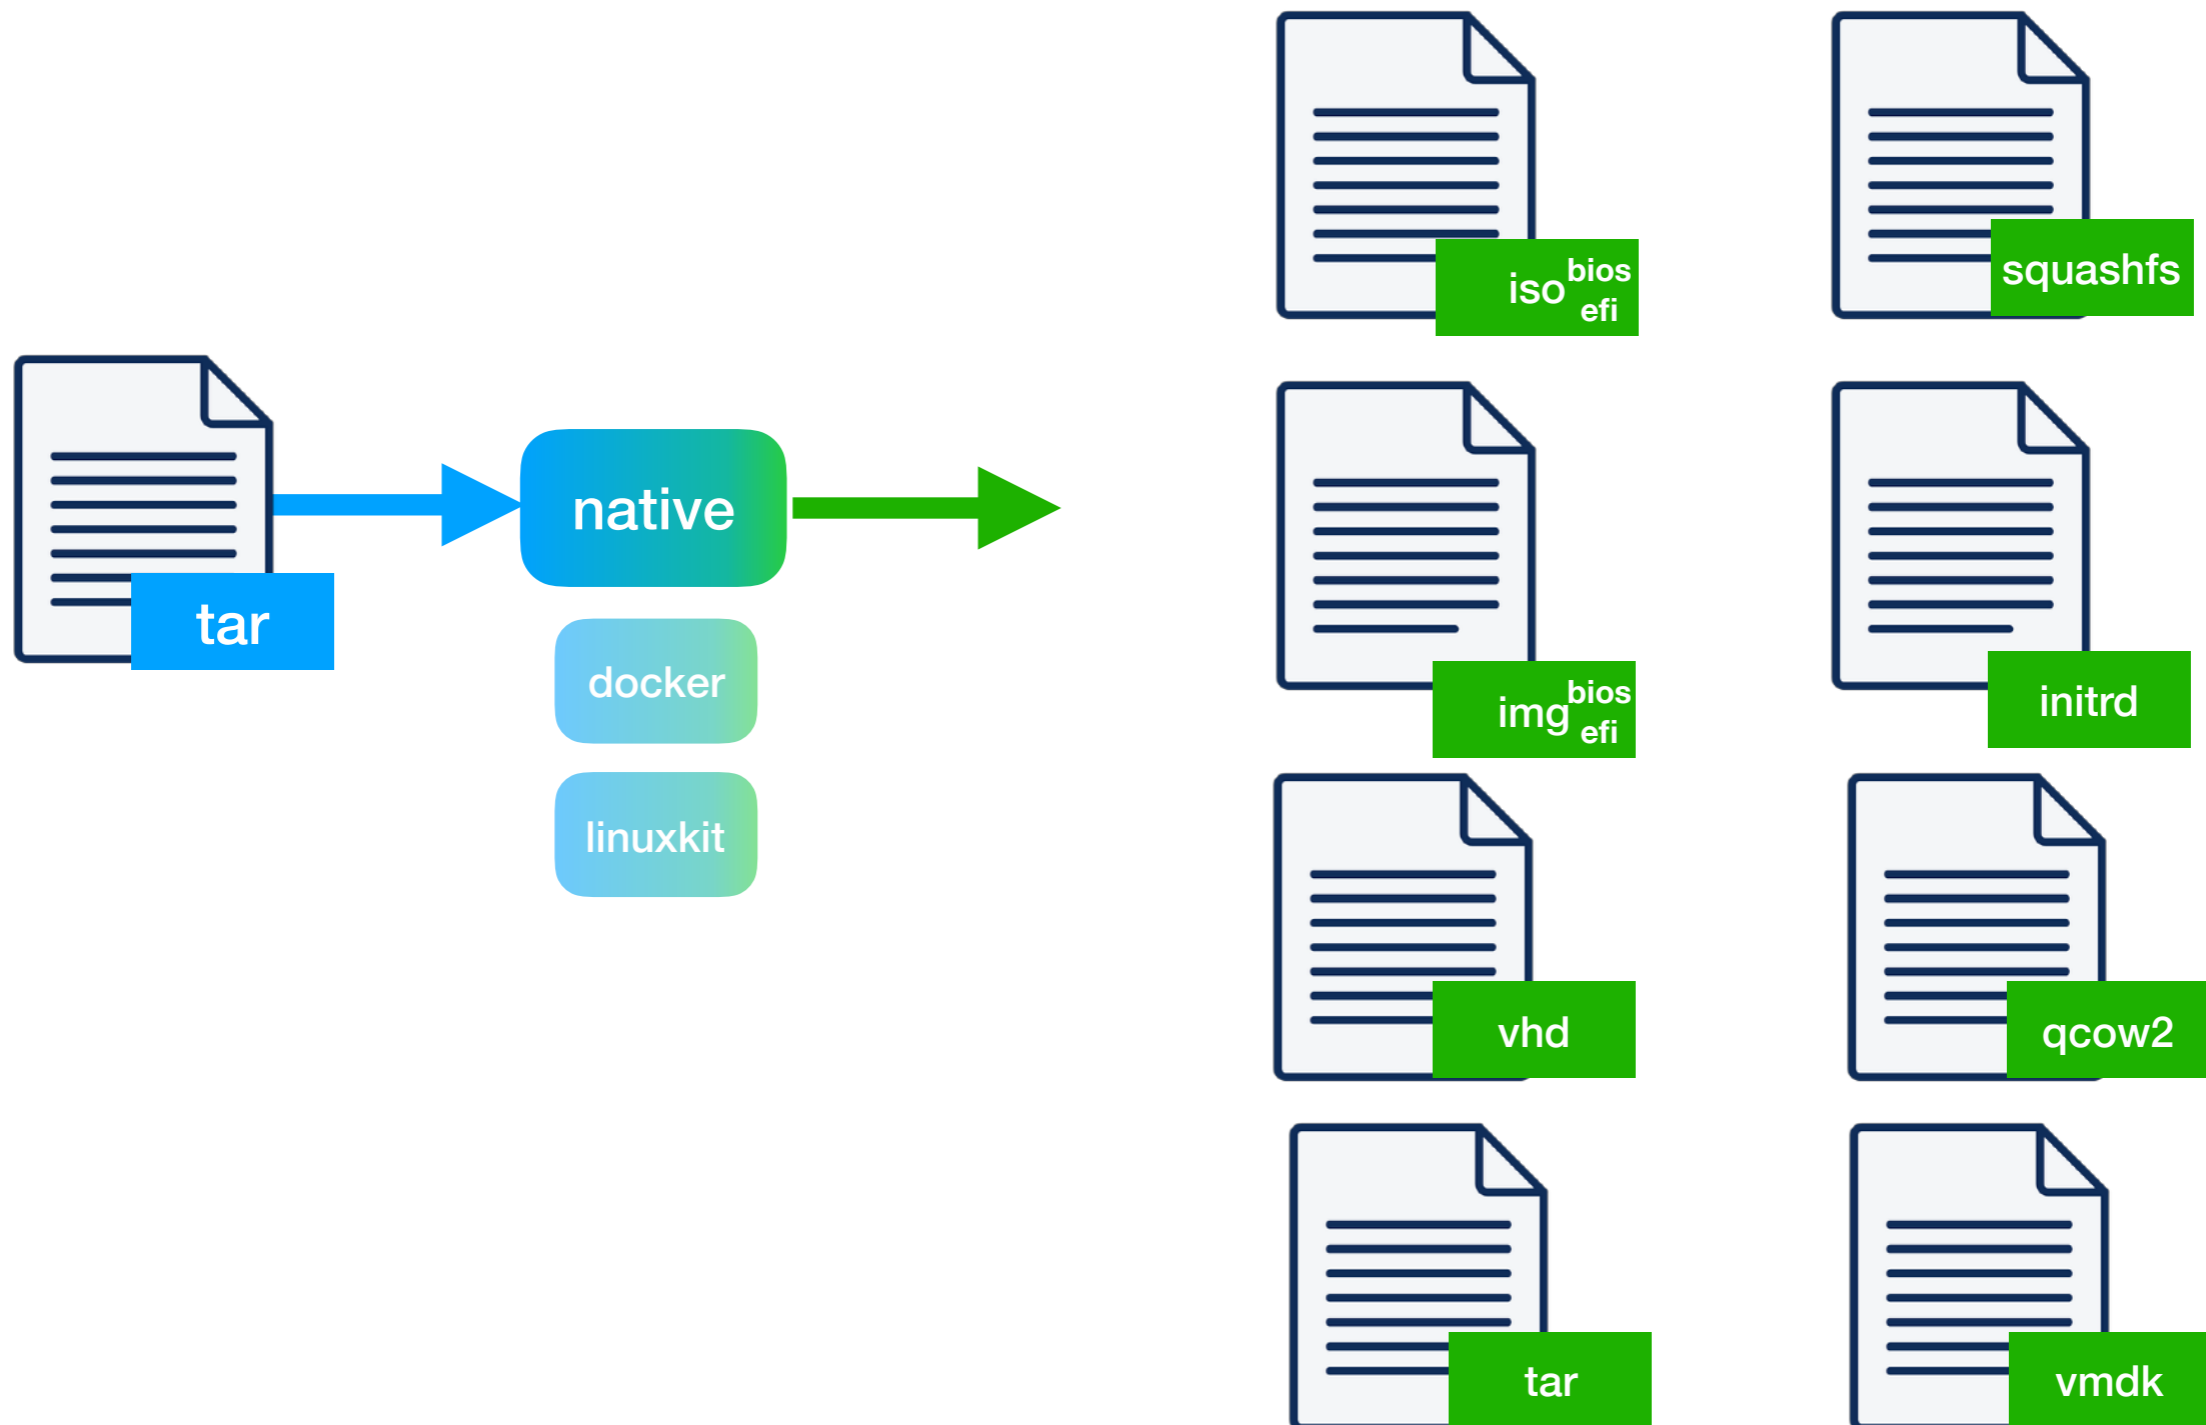 tar
native
docker
linuxkit
iso bios
efi
squashfs
img bios
efi
initrd
vhd
qcow2
tar
vmdk